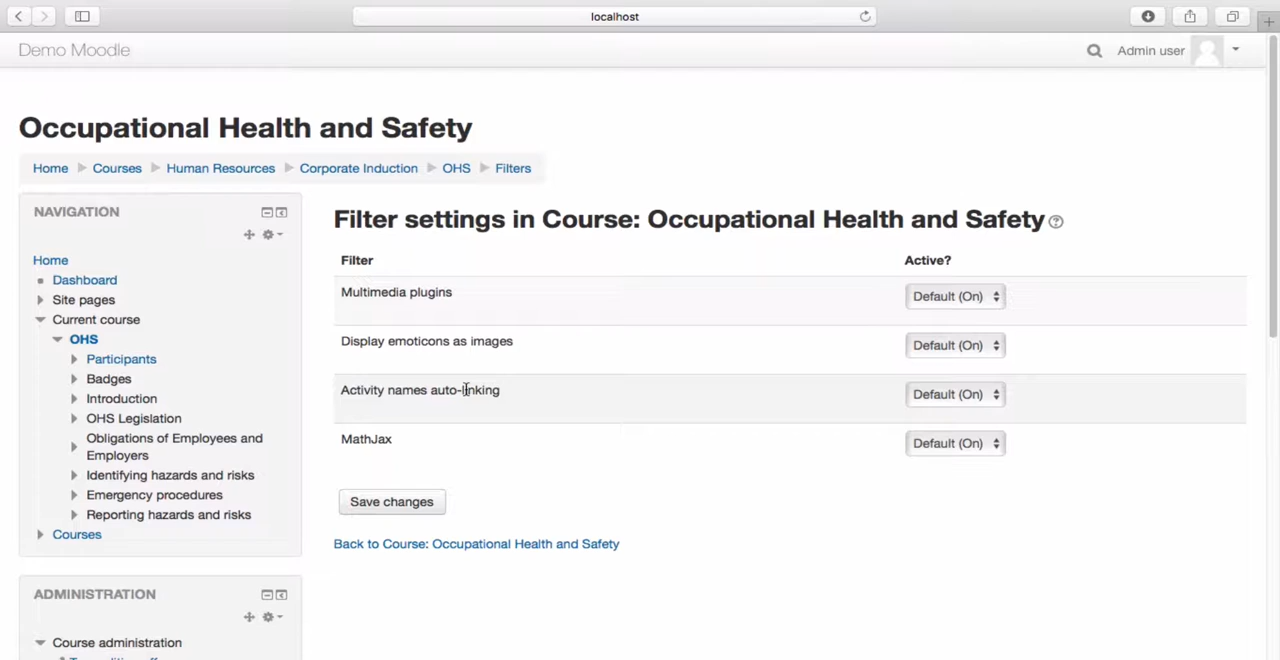 localhost
Demo Moodle
Admin user
Occupational Health and Safety
Home Courses Human Resources Corporate Induction OHS Filters
NAVIGATION
Home
Dashboard
Site pages
Current course
OHS
Participants
Badges
Introduction
OHS Legislation
Obligations of Employees and
Employers
Identifying hazards and risks
Emergency procedures
Reporting hazards and risks
Courses
ADMINISTRATION
Course administration
Filter settings in Course: Occupational Health and Safety
Filter Active?
Multimedia plugins Default (On)
Display emoticons as images Default (On)
Activity names auto-linking Default (On)
MathJax Default (On)
Save changes
Back to Course: Occupational Health and Safety